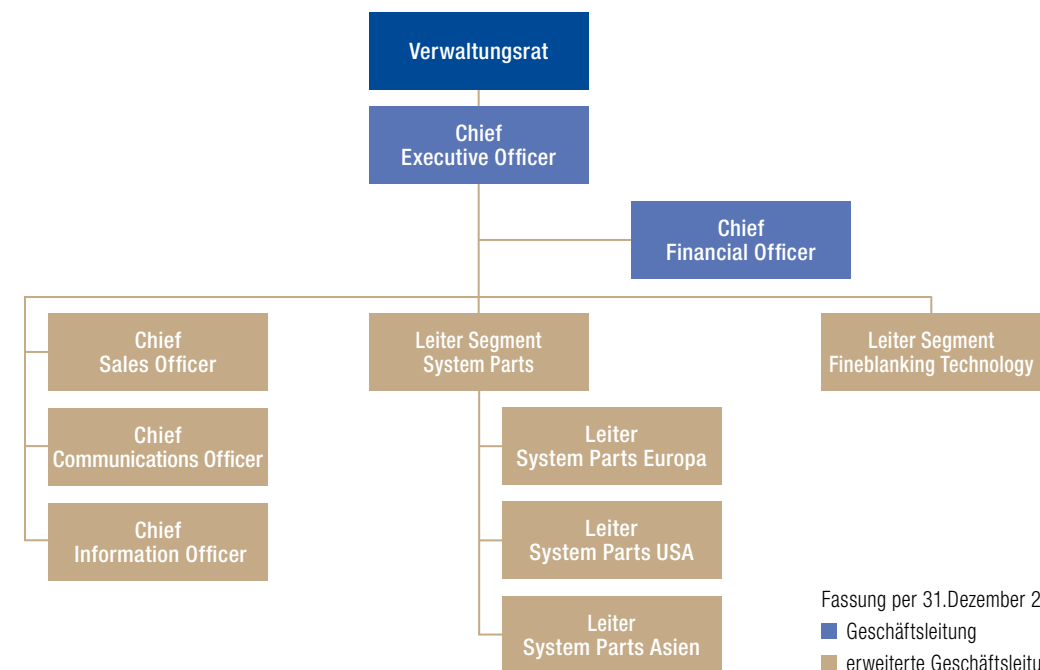 Verwaltungsrat
Chief
Executive Officer
Chief
Financial Officer
Chief
Sales Officer
Leiter Segment
System Parts
Leiter Segment
Fineblanking Technology
Chief
Communications Officer
Leiter
System Parts Europa
Chief
Information Officer
Leiter
System Parts USA
Leiter
System Parts Asien
Fassung per 31.Dezember 2
Geschäftsleitung
erweiterte